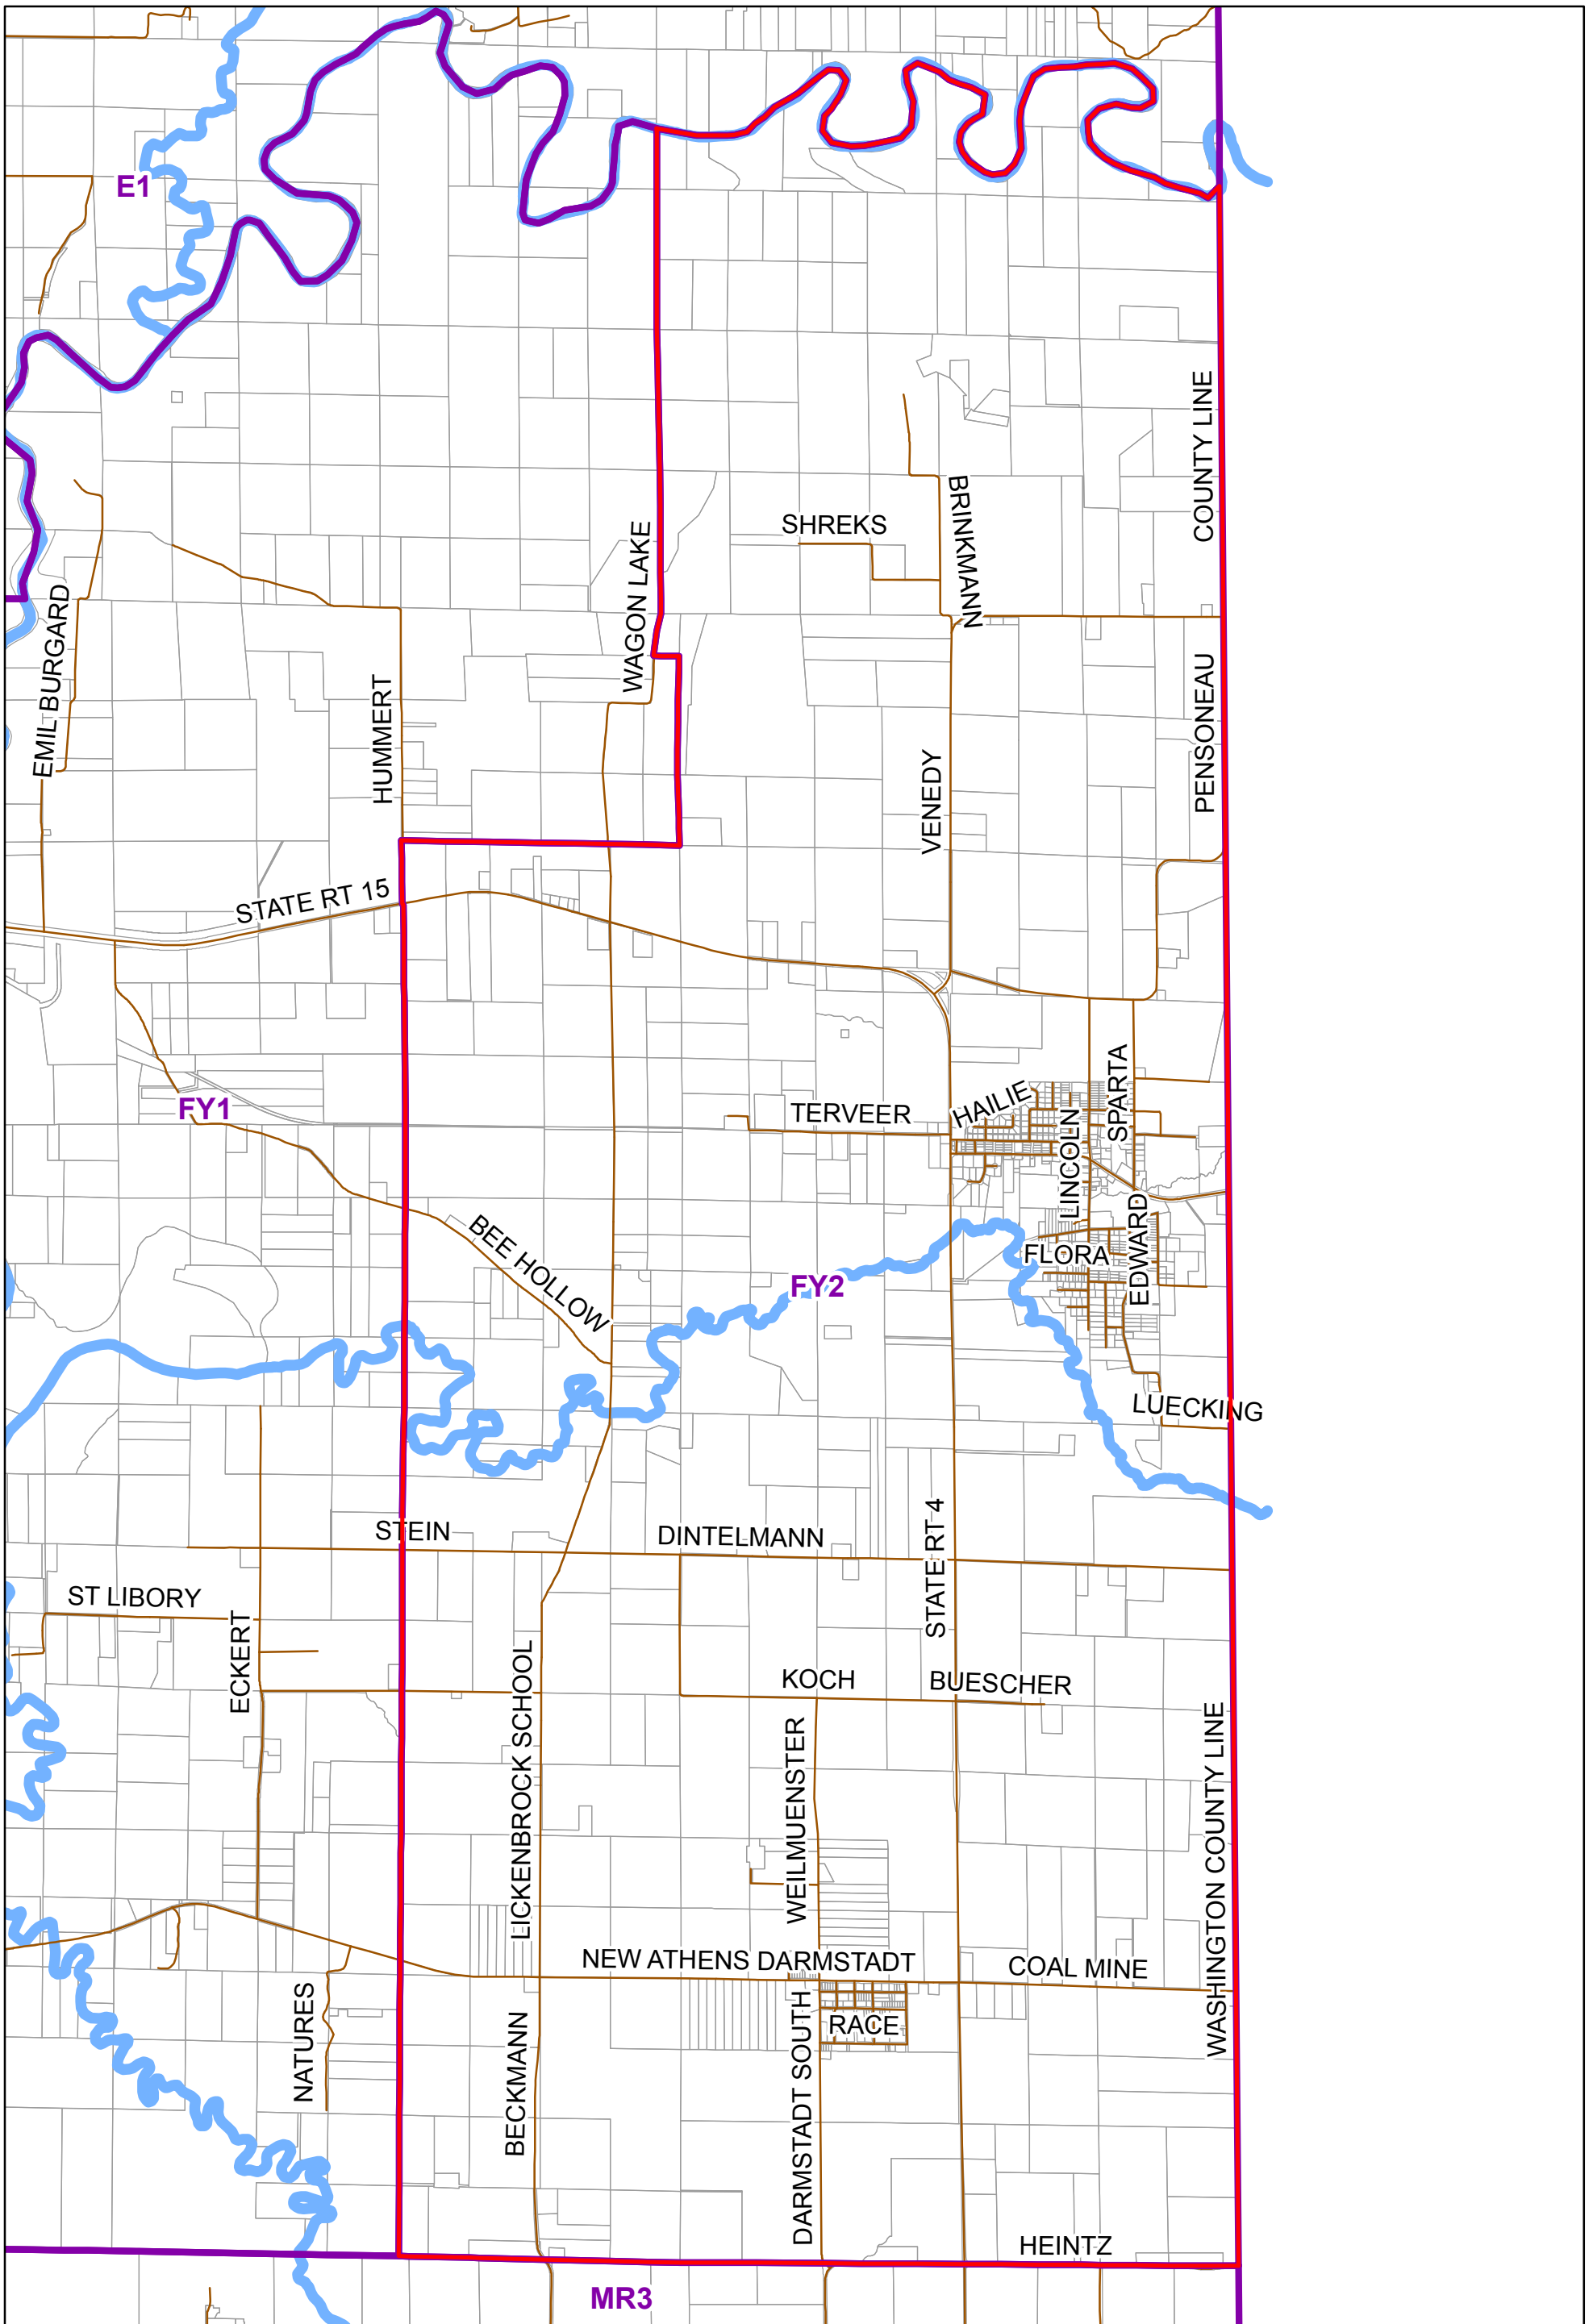 E1
COUNTY LINE
BRINKMANN
SHREKS
WAGON LAKE
EMIL BURGARD
HUMMERT
PENSONEAU
VENEDY
STATE RT 15
FY1
TERVEER
HAILIE
SPARTA
LINCOLN
BEE HOLLOW
FLORA
EDWARD
FY2
LUECKING
STATE RT 4
STEIN
DINTELMANN
ST LIBORY
ECKERT
LICKENBROCK SCHOOL
KOCH
BUESCHER
WEILMUENSTER
WASHINGTON COUNTY LINE
NEW ATHENS DARMSTADT
COAL MINE
NATURES
BECKMANN
DARMSTADT SOUTH
RACE
HEINTZ
MR3